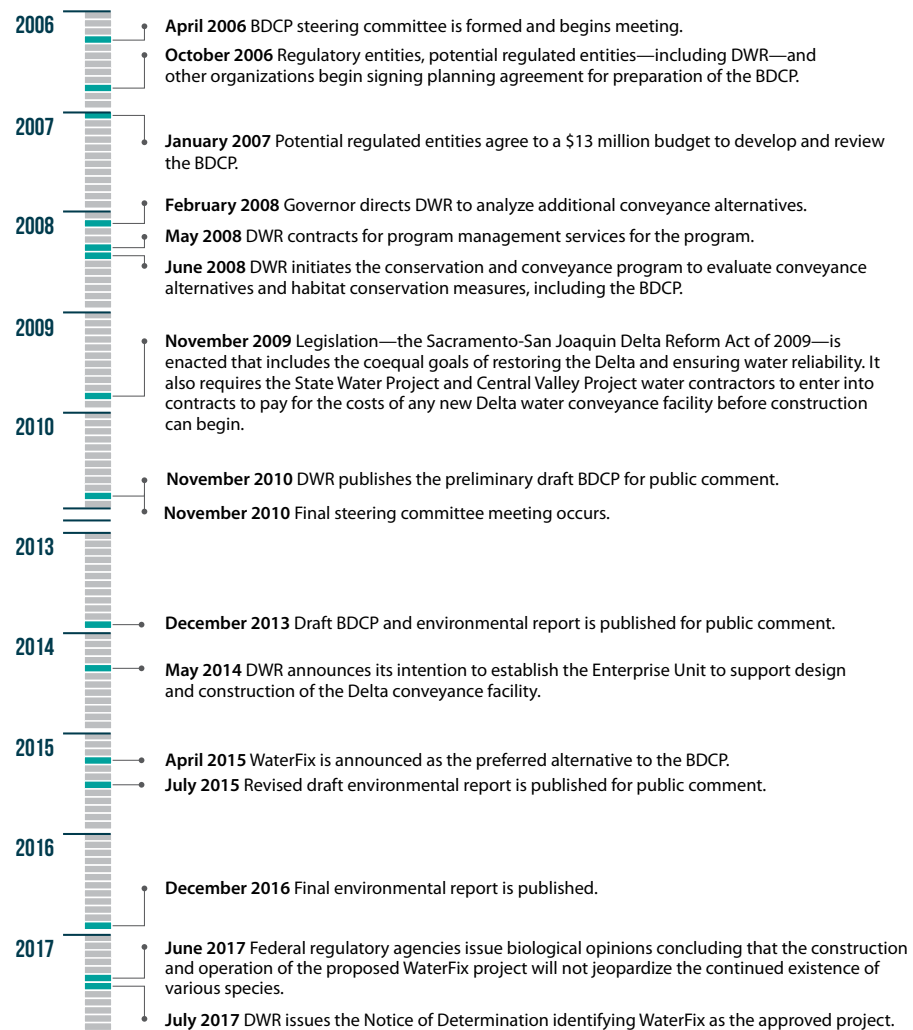 2006
April 2006 BDCP steering committee is formed and begins meeting.
October 2006 Regulatory entities, potential regulated entities—including DWR—and
other organizations begin signing planning agreement for preparation of the BDCP.
2007
January 2007 Potential regulated entities agree to a $13 million budget to develop and review
the BDCP.
February 2008 Governor directs DWR to analyze additional conveyance alternatives.
2008
May 2008 DWR contracts for program management services for the program.
June 2008 DWR initiates the conservation and conveyance program to evaluate conveyance
alternatives and habitat conservation measures, including the BDCP.
2009
November 2009 Legislation—the Sacramento-San Joaquin Delta Reform Act of 2009—is
enacted that includes the coequal goals of restoring the Delta and ensuring water reliability. It
also requires the State Water Project and Central Valley Project water contractors to enter into
contracts to pay for the costs of any new Delta water conveyance facility before construction
can begin.
2010
November 2010 DWR publishes the preliminary draft BDCP for public comment.
November 2010 Final steering committee meeting occurs.
2013
December 2013 Draft BDCP and environmental report is published for public comment.
2014
May 2014 DWR announces its intention to establish the Enterprise Unit to support design
and construction of the Delta conveyance facility.
2015
April 2015 WaterFix is announced as the preferred alternative to the BDCP.
July 2015 Revised draft environmental report is published for public comment.
2016
December 2016 Final environmental report is published.
2017
June 2017 Federal regulatory agencies issue biological opinions concluding that the construction
and operation of the proposed WaterFix project will not jeopardize the continued existence of
various species.
July 2017 DWR issues the Notice of Determination identifying WaterFix as the approved project.